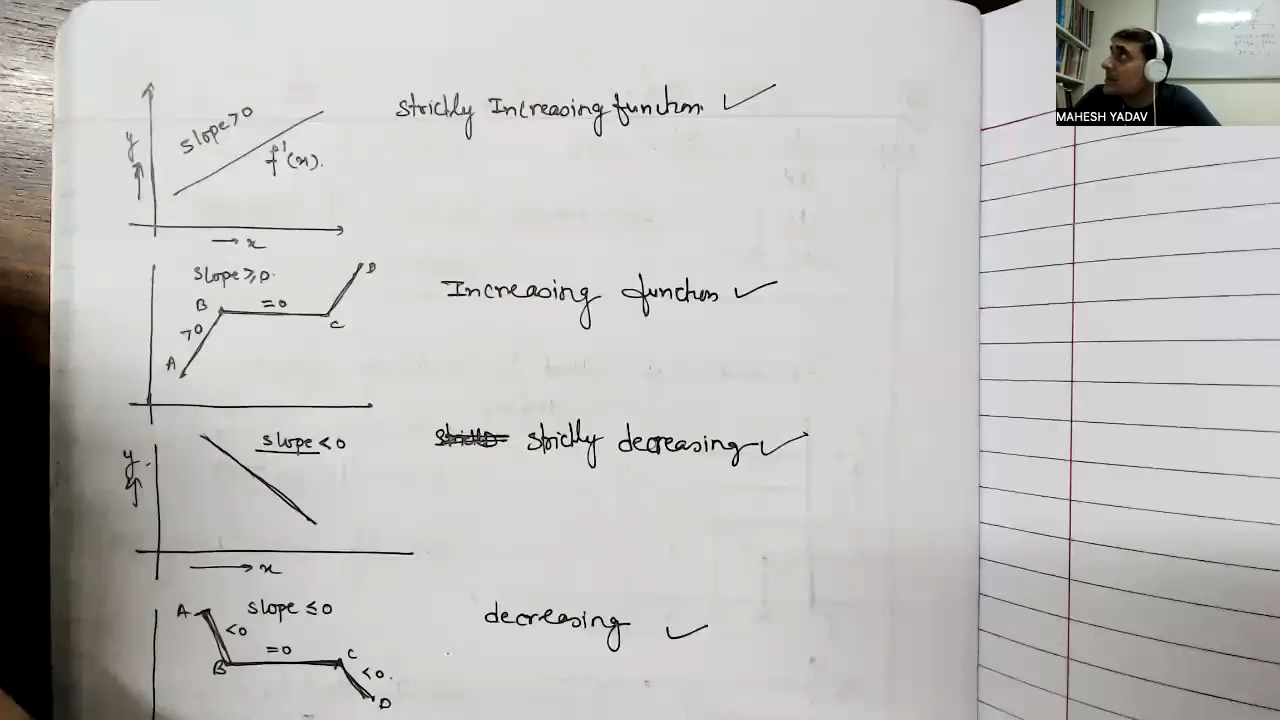 MAHESH YADAV
slope>0
Strictly Increasing function ✓
y
f'(x).
→ x
slope ≥ 0.
D
B
=0
Increasing function ✓
>0
C
A
slope < 0
strictly decreasing ✓
y
→ x
A
slope ≤ 0
<0
decreasing ✓
=0
B
C
<0.
D